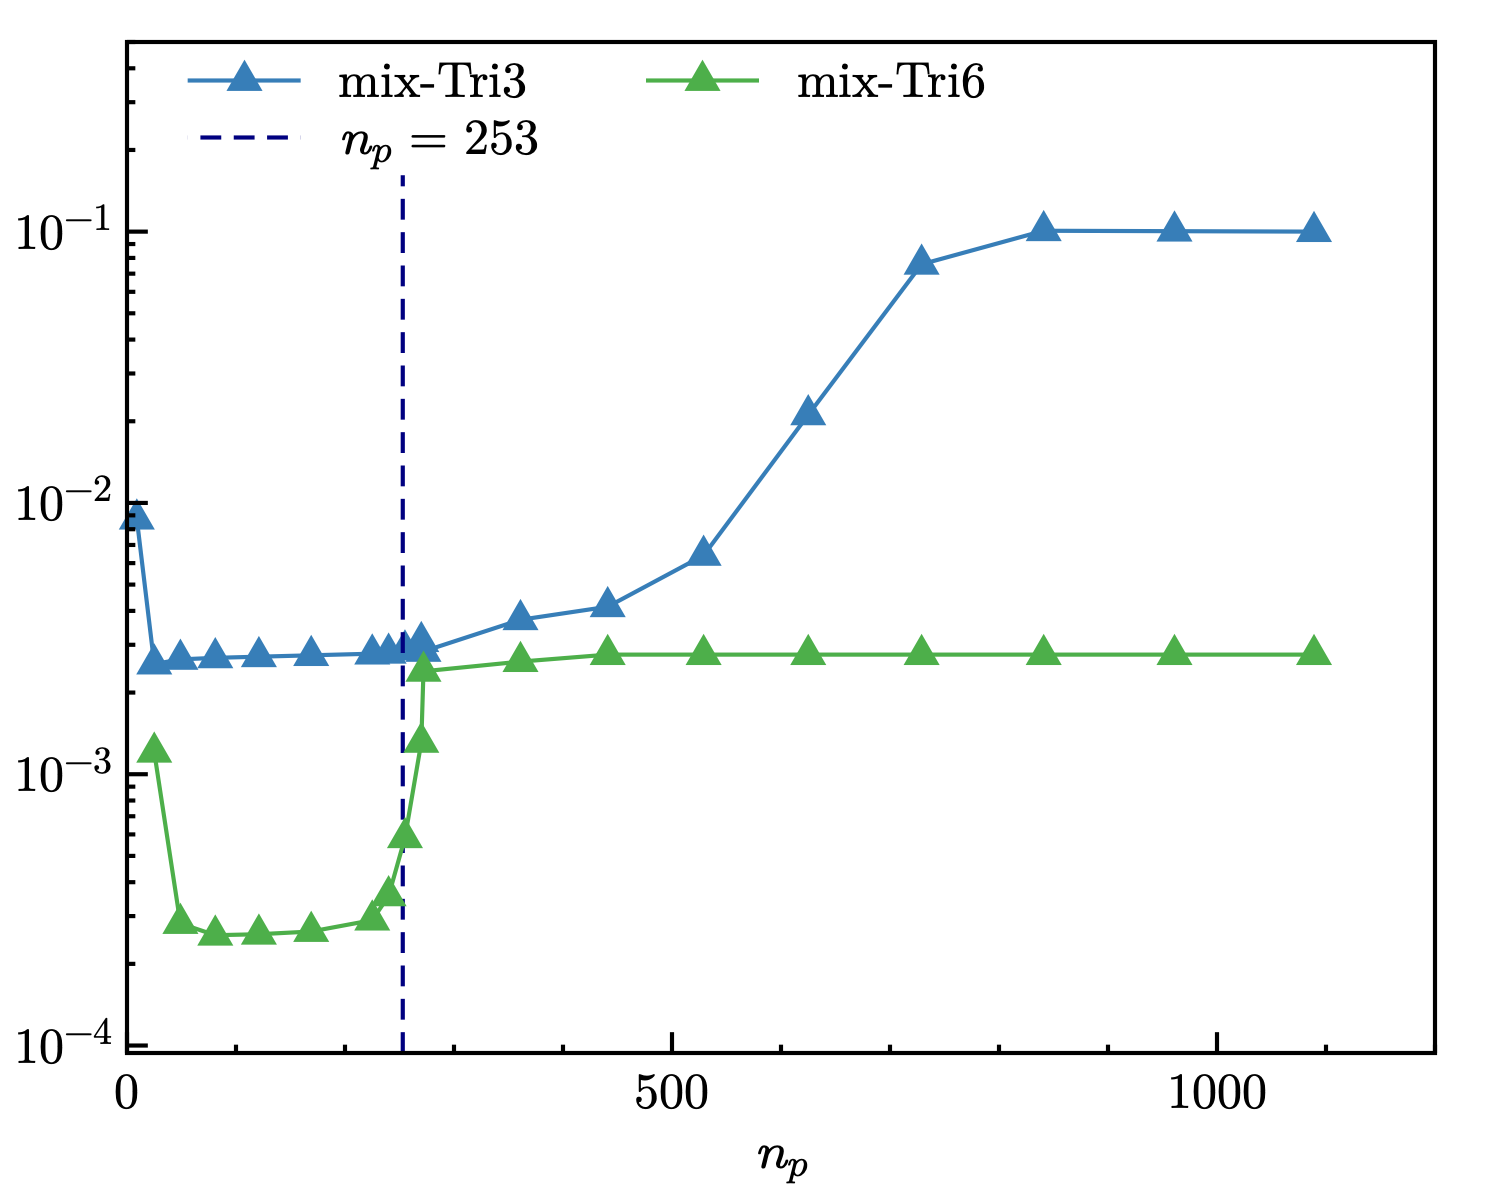 mix-Tri3 mix-Tri6
n_p = 253
10^{-1}
10^{-2}
10^{-3}
10^{-4}
0 500 1000
n_p